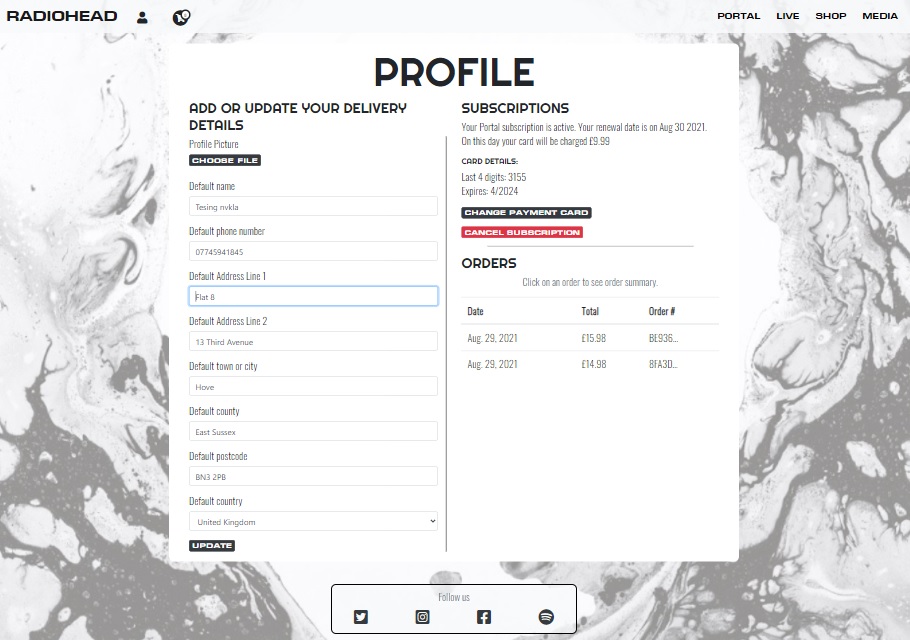 RADIOHEAD
PORTAL LIVE SHOP MEDIA
PROFILE
ADD OR UPDATE YOUR DELIVERY
DETAILS
Profile Picture
CHOOSE FILE
Default name
Tesing nvkla
Default phone number
07745941845
Default Address Line 1
Flat 8
Default Address Line 2
13 Third Avenue
Default town or city
Hove
Default county
East Sussex
Default postcode
BN3 2PB
Default country
United Kingdom
UPDATE
SUBSCRIPTIONS
Your Portal subscription is active. Your renewal date is on Aug 30 2021.
On this day your card will be charged £9.99
CARD DETAILS:
Last 4 digits: 3155
Expires: 4/2024
CHANGE PAYMENT CARD
CANCEL SUBSCRIPTION
ORDERS
Click on an order to see order summary.
Date Total Order #
Aug. 29, 2021 £15.98 BE936...
Aug. 29, 2021 £14.98 8FA3D...
Follow us